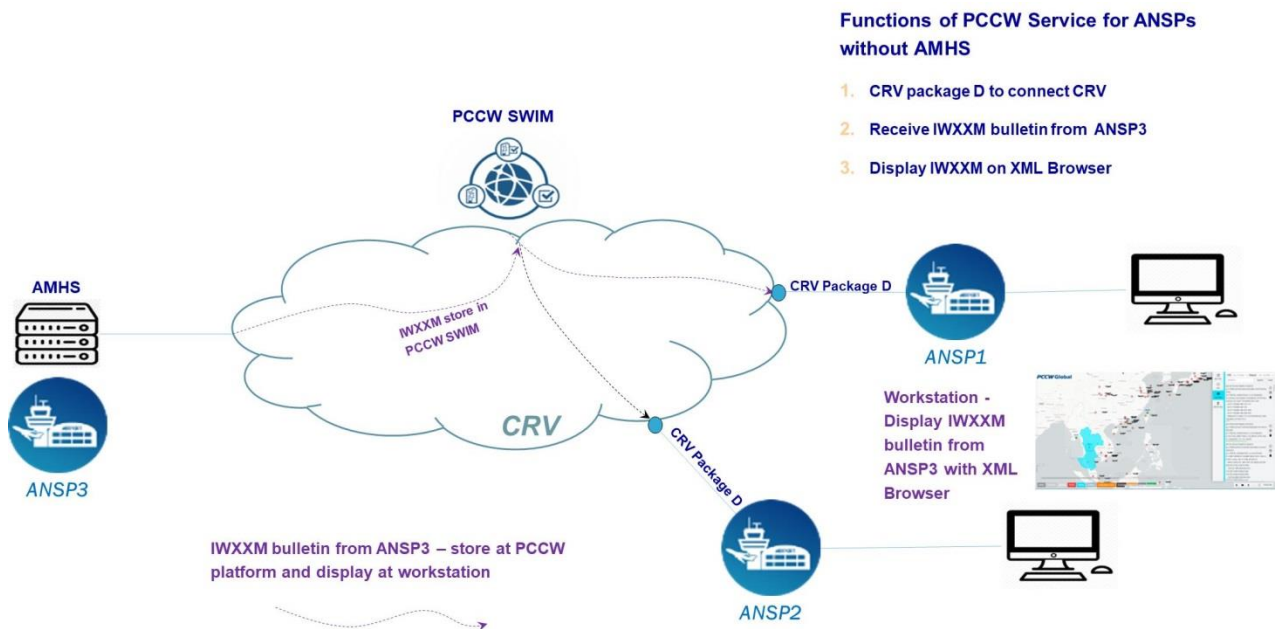 Functions of PCCW Service for ANSPs
without AMHS
1. CRV package D to connect CRV
2. Receive IWXXM bulletin from ANSP3
3. Display IWXXM on XML Browser
PCCW SWIM
AMHS
ANSP3
IWXXM store in
PCCW SWIM
CRV
CRV Package D
ANSP1
CRV Package D
ANSP2
Workstation -
Display IWXXM
bulletin from
ANSP3 with XML
Browser
PCCW Global
IWXXM bulletin from ANSP3 – store at PCCW
platform and display at workstation